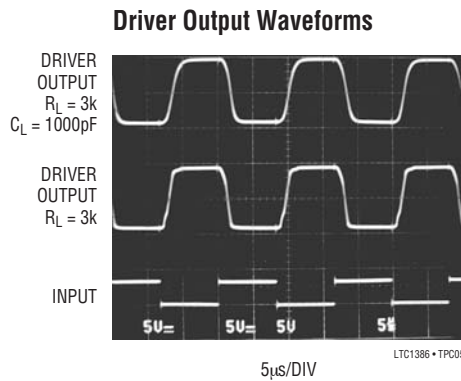 Driver Output Waveforms
DRIVER
OUTPUT
R_L = 3k
C_L = 1000pF
DRIVER
OUTPUT
R_L = 3k
INPUT
5V= 5V= 5V
5µs/DIV
LTC1386 • TPC05